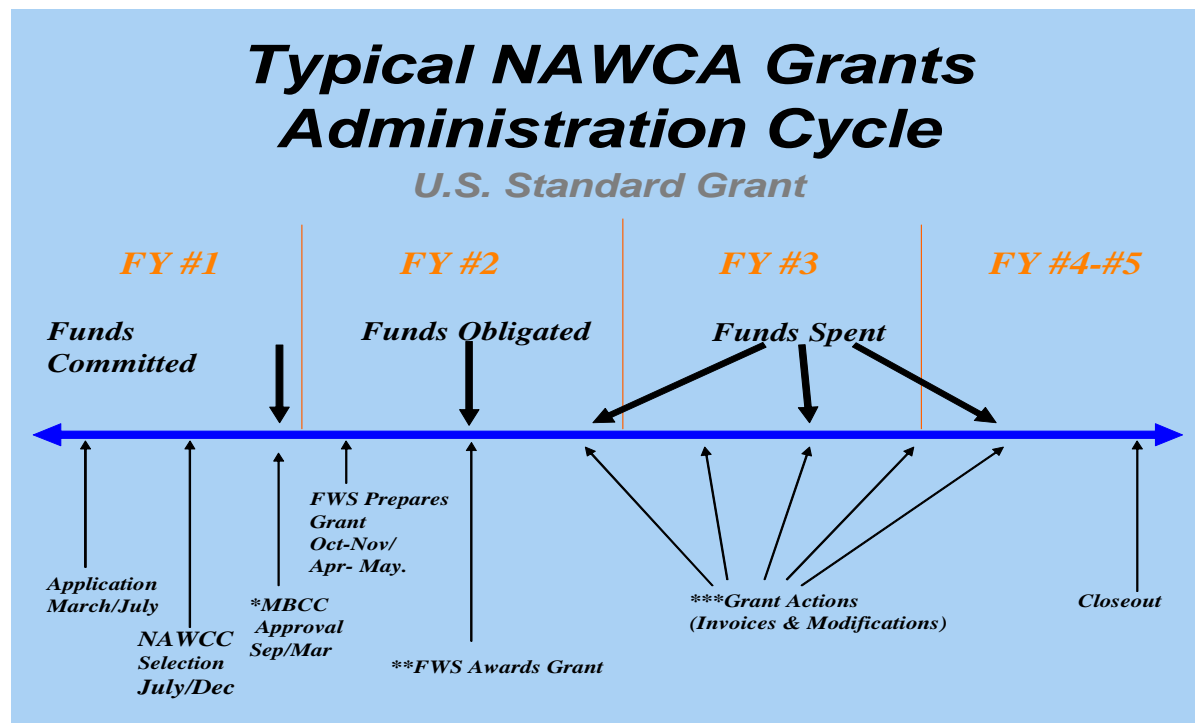 Typical NAWCA Grants
Administration Cycle
U.S. Standard Grant
FY #1
FY #2
FY #3
FY #4-#5
Funds
Committed
Funds Obligated
Funds Spent
Application
March/July
NAWCC
Selection
July/Dec
*MBCC
Approval
Sep/Mar
FWS Prepares
Grant
Oct-Nov/
Apr- May.
**FWS Awards Grant
***Grant Actions
(Invoices & Modifications)
Closeout